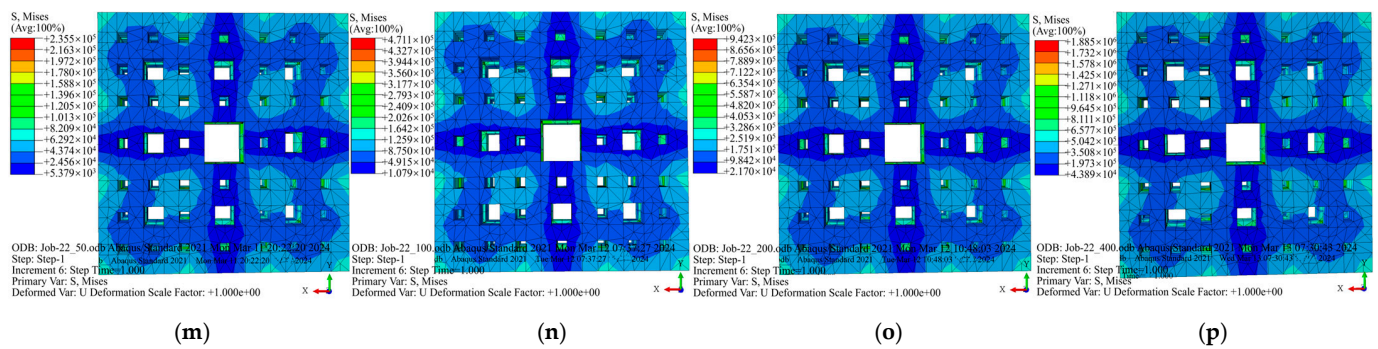 S, Mises
(Avg:100%)
+2.355×10⁵
+2.163×10⁵
+1.972×10⁵
+1.780×10⁵
+1.588×10⁵
+1.396×10⁵
+1.205×10⁵
+1.013×10⁵
+8.209×10⁴
+6.292×10⁴
+4.374×10⁴
+2.456×10⁴
+5.379×10³
ODB: Job-22_50.odb Abaqus Standard 2021 Mon Mar 11 20:22:20 2024
Step: Step-1
Increment 6: Step Time=1.000
Primary Var: S, Mises
Deformed Var: U Deformation Scale Factor: +1.000e+00
Y
X
(m)
S, Mises
(Avg:100%)
+4.711×10⁵
+4.327×10⁵
+3.944×10⁵
+3.560×10⁵
+3.177×10⁵
+2.793×10⁵
+2.409×10⁵
+2.026×10⁵
+1.642×10⁵
+1.259×10⁵
+8.750×10⁴
+4.915×10⁴
+1.079×10⁴
ODB: Job-22_100.odb Abaqus Standard 2021
Step: Step-1
Increment 6: Step Time=1.000
Primary Var: S, Mises
Deformed Var: U Deformation Scale Factor: +1.000e+00
Y
X
(n)
S, Mises
(Avg:100%)
+9.423×10⁵
+8.656×10⁵
+7.889×10⁵
+7.122×10⁵
+6.354×10⁵
+5.587×10⁵
+4.820×10⁵
+4.053×10⁵
+3.286×10⁵
+2.519×10⁵
+1.751×10⁵
+9.842×10⁴
+2.170×10⁴
ODB: Job-22_200.odb Abaqus Standard 2021
Step: Step-1
Increment 6: Step Time=1.000
Primary Var: S, Mises
Deformed Var: U Deformation Scale Factor: +1.000e+00
Y
X
(o)
S, Mises
(Avg:100%)
+1.885×10⁶
+1.732×10⁶
+1.578×10⁶
+1.425×10⁶
+1.271×10⁶
+1.118×10⁶
+9.645×10⁵
+8.111×10⁵
+6.577×10⁵
+5.042×10⁵
+3.508×10⁵
+1.973×10⁵
+4.389×10⁴
ODB: Job-22_400.odb Abaqus Standard 2021
Step: Step-1
Increment 6: Step Time=1.000
Primary Var: S, Mises
Deformed Var: U Deformation Scale Factor: +1.000e+00
Y
X
(p)